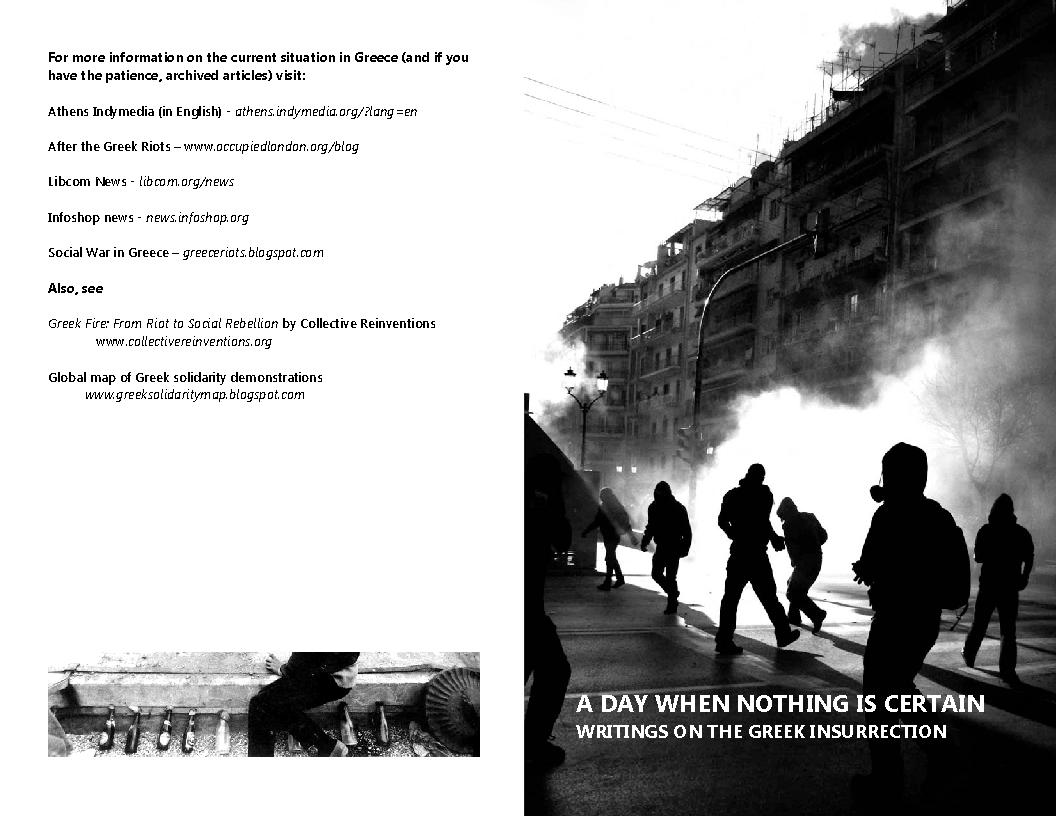 For more information on the current situation in Greece (and if you
have the patience, archived articles) visit:
Athens Indymedia (in English) - athens.indymedia.org/?lang=en
After the Greek Riots – www.occupiedlondon.org/blog
Libcom News - libcom.org/news
Infoshop news - news.infoshop.org
Social War in Greece – greeceriots.blogspot.com
Also, see
Greek Fire: From Riot to Social Rebellion by Collective Reinventions
www.collectivereinventions.org
Global map of Greek solidarity demonstrations
www.greeksolidaritymap.blogspot.com
A DAY WHEN NOTHING IS CERTAIN
WRITINGS ON THE GREEK INSURRECTION